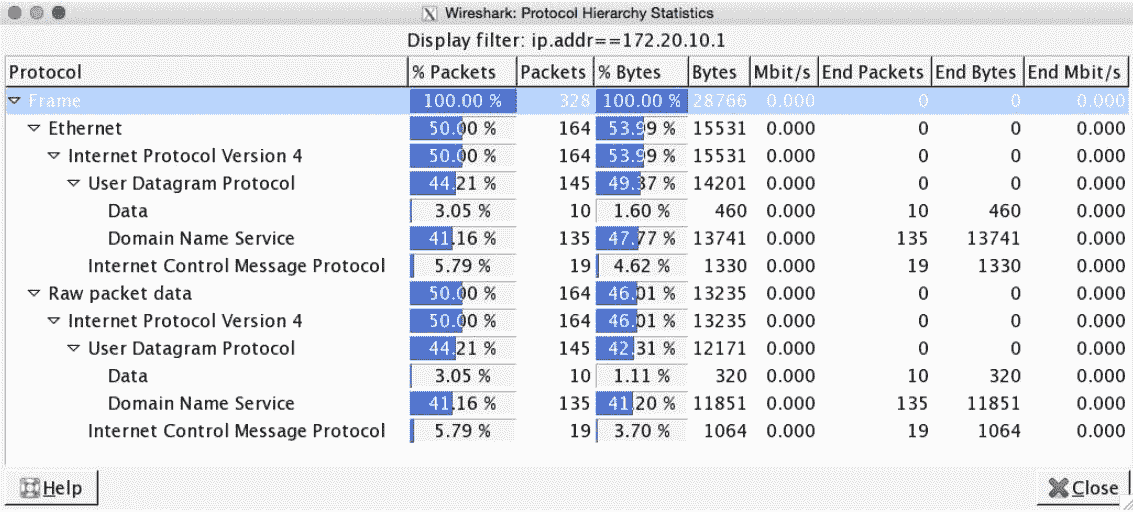 Wireshark: Protocol Hierarchy Statistics
Display filter: ip.addr==172.20.10.1
Protocol % Packets Packets % Bytes Bytes Mbit/s End Packets End Bytes End Mbit/s
Frame 100.00 % 328 100.00 % 28766 0.000 0 0 0.000
Ethernet 50.00 % 164 53.99 % 15531 0.000 0 0 0.000
Internet Protocol Version 4 50.00 % 164 53.99 % 15531 0.000 0 0 0.000
User Datagram Protocol 44.21 % 145 49.37 % 14201 0.000 0 0 0.000
Data 3.05 % 10 1.60 % 460 0.000 10 460 0.000
Domain Name Service 41.16 % 135 47.77 % 13741 0.000 135 13741 0.000
Internet Control Message Protocol 5.79 % 19 4.62 % 1330 0.000 19 1330 0.000
Raw packet data 50.00 % 164 46.01 % 13235 0.000 0 0 0.000
Internet Protocol Version 4 50.00 % 164 46.01 % 13235 0.000 0 0 0.000
User Datagram Protocol 44.21 % 145 42.31 % 12171 0.000 0 0 0.000
Data 3.05 % 10 1.11 % 320 0.000 10 320 0.000
Domain Name Service 41.16 % 135 41.20 % 11851 0.000 135 11851 0.000
Internet Control Message Protocol 5.79 % 19 3.70 % 1064 0.000 19 1064 0.000
Help Close